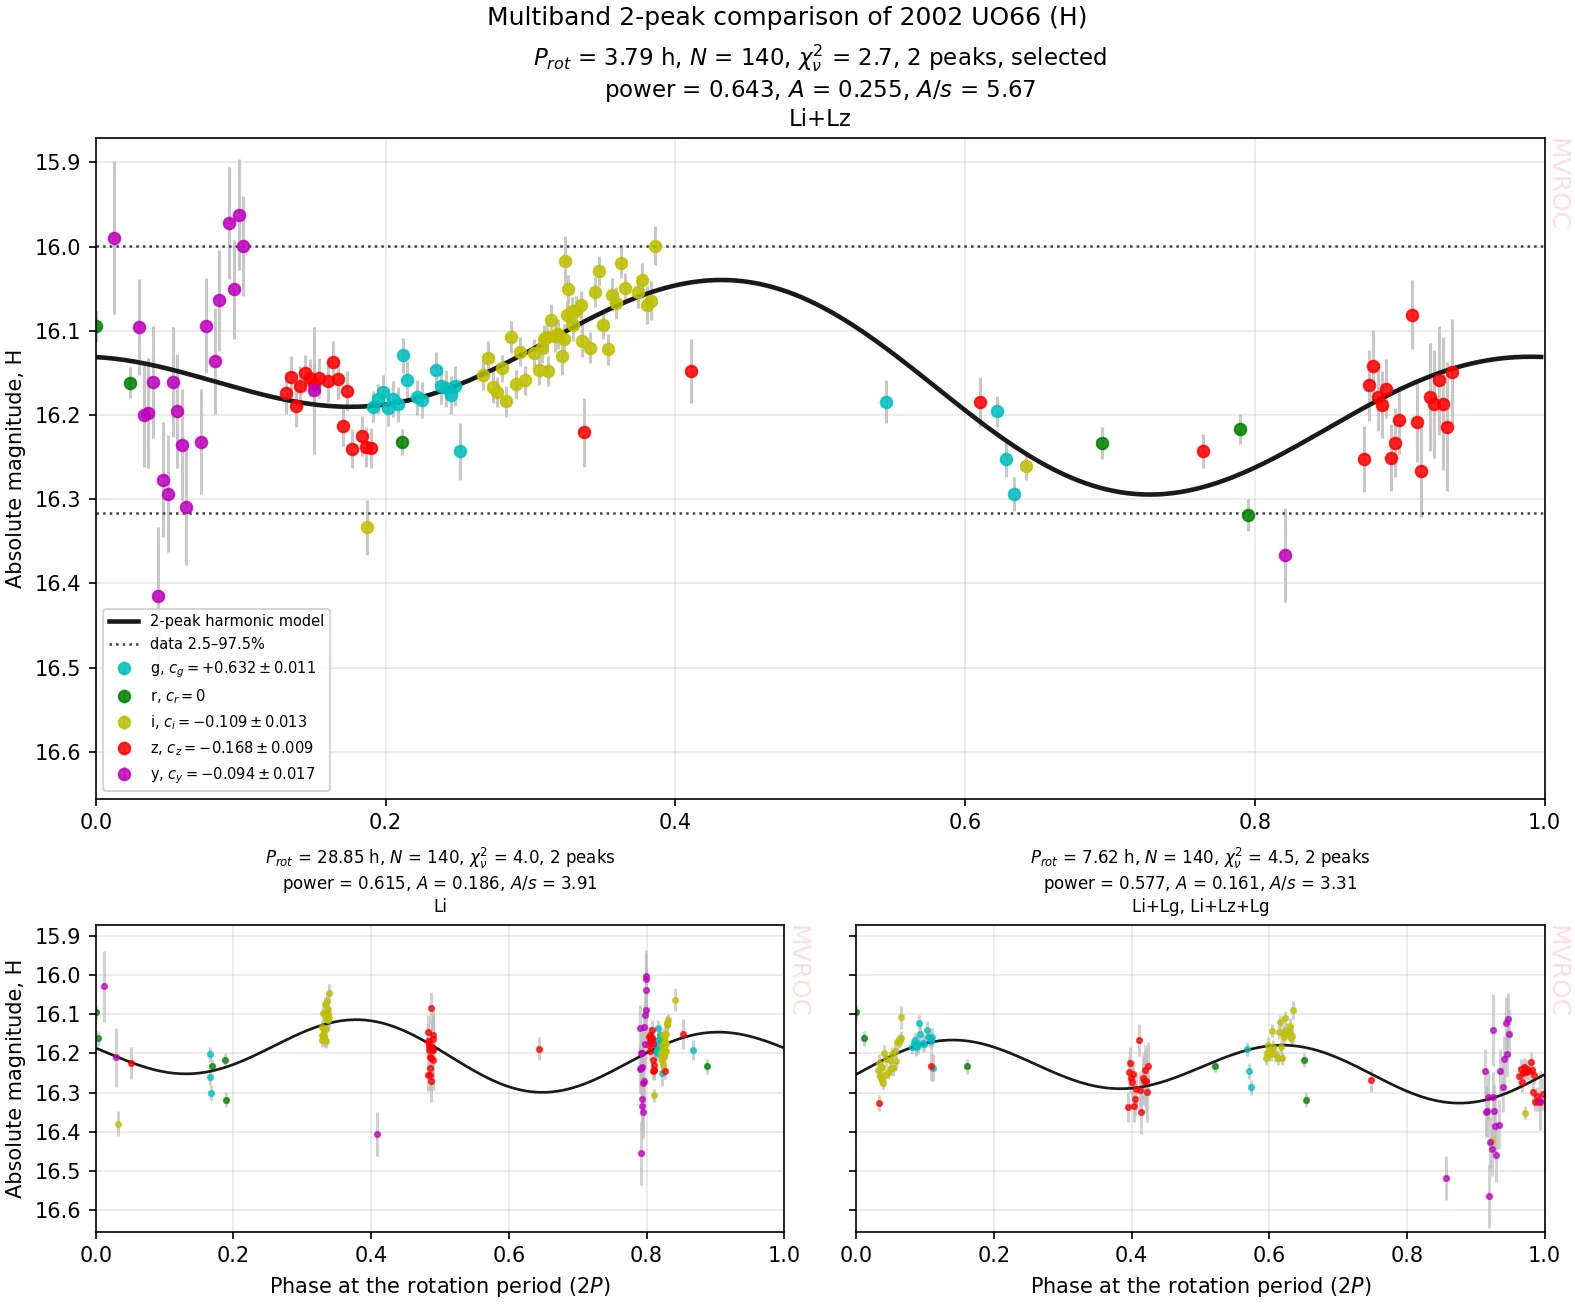 Multiband 2-peak comparison of 2002 UO66 (H)
P_rot = 3.79 h, N = 140, χ²_ν = 2.7, 2 peaks, selected
power = 0.643, A = 0.255, A/s = 5.67
Li+Lz
MVROC
Absolute magnitude, H
15.9
16.0
16.1
16.2
16.3
16.4
16.5
16.6
2-peak harmonic model
data 2.5–97.5%
g, c_g = +0.632 ± 0.011
r, c_r = 0
i, c_i = −0.109 ± 0.013
z, c_z = −0.168 ± 0.009
y, c_y = −0.094 ± 0.017
0.0 0.2 0.4 0.6 0.8 1.0
P_rot = 28.85 h, N = 140, χ²_ν = 4.0, 2 peaks
power = 0.615, A = 0.186, A/s = 3.91
Li
MVROC
Absolute magnitude, H
15.9
16.0
16.1
16.2
16.3
16.4
16.5
16.6
0.0 0.2 0.4 0.6 0.8 1.0
Phase at the rotation period (2P)
P_rot = 7.62 h, N = 140, χ²_ν = 4.5, 2 peaks
power = 0.577, A = 0.161, A/s = 3.31
Li+Lg, Li+Lz+Lg
MVROC
0.0 0.2 0.4 0.6 0.8 1.0
Phase at the rotation period (2P)